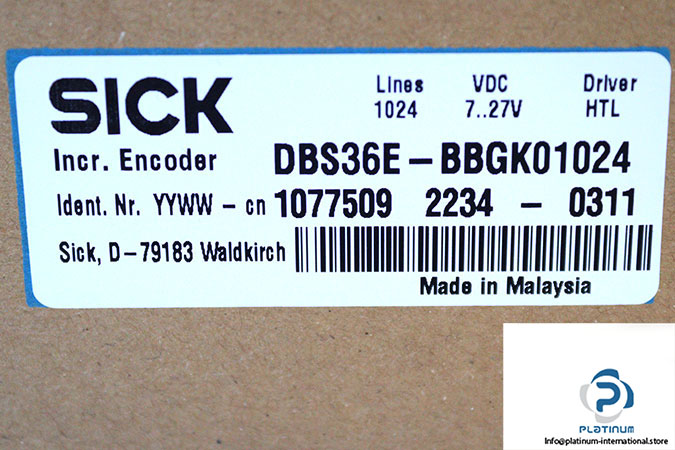 SICK
Lines VDC Driver
1024 7..27V HTL
Incr. Encoder DBS36E-BBGK01024
Ident. Nr. YYWW - cn 1077509 2234 - 0311
Sick, D-79183 Waldkirch
Made in Malaysia
PLATINUM
Info@platinum-international.store